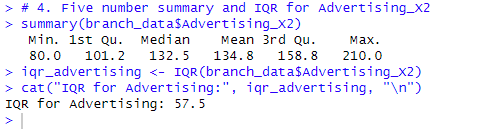 > # 4. Five number summary and IQR for Advertising_X2
> summary(branch_data$Advertising_X2)
   Min. 1st Qu.  Median    Mean 3rd Qu.    Max.
   80.0   101.2   132.5   134.8   158.8   210.0
> iqr_advertising <- IQR(branch_data$Advertising_X2)
> cat("IQR for Advertising:", iqr_advertising, "\n")
IQR for Advertising: 57.5
>